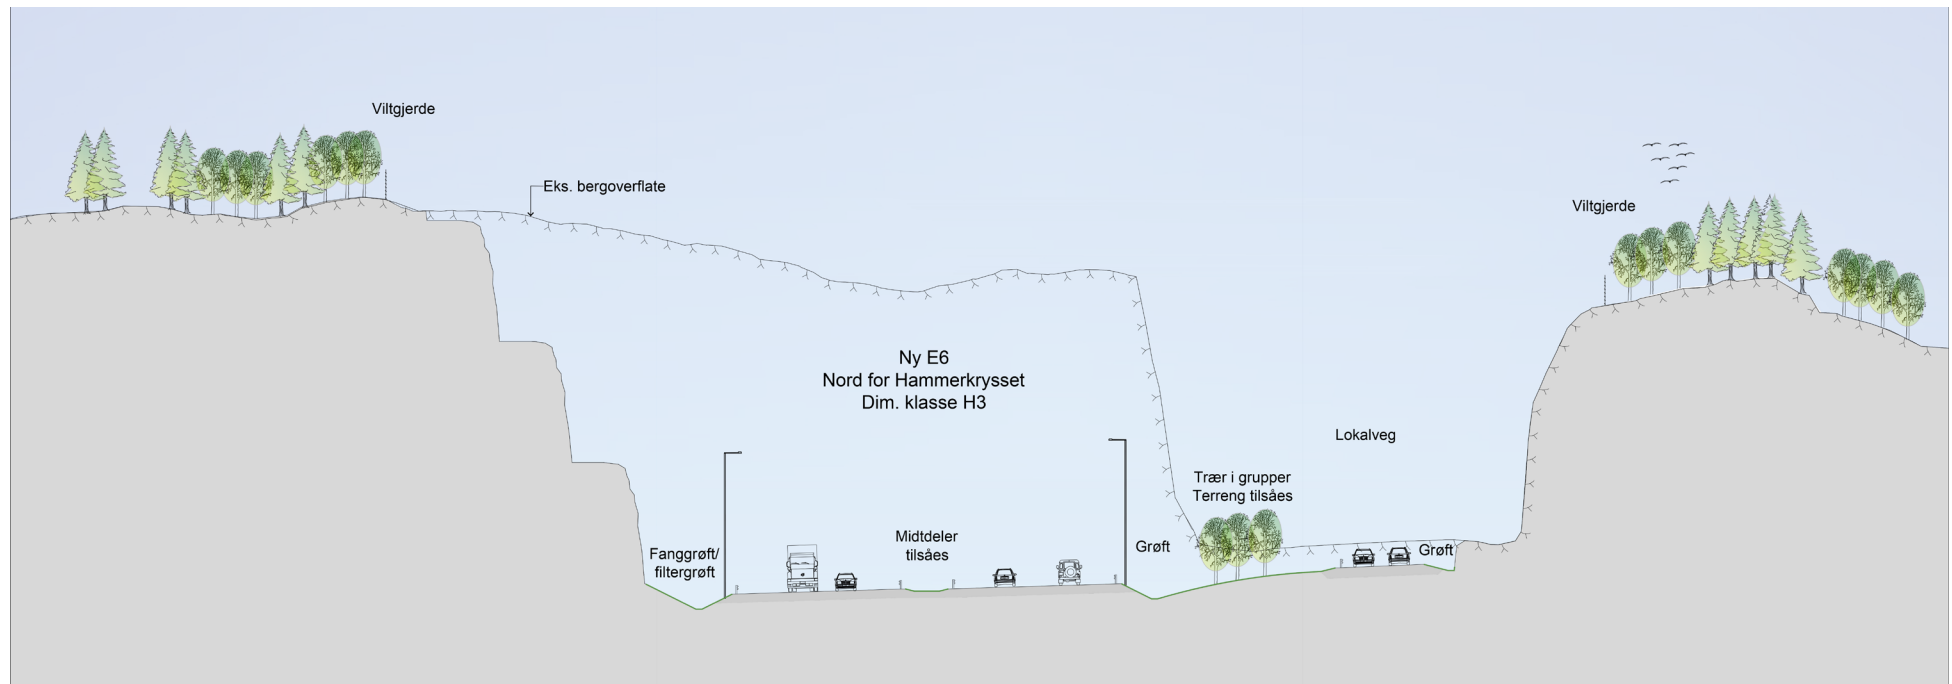 Viltgjerde
Eks. bergoverflate
Viltgjerde
Ny E6
Nord for Hammerkrysset
Dim. klasse H3
Lokalveg
Trær i grupper
Terreng tilsåes
Fanggrøft/
filtergrøft
Midtdeler
tilsåes
Grøft
Grøft